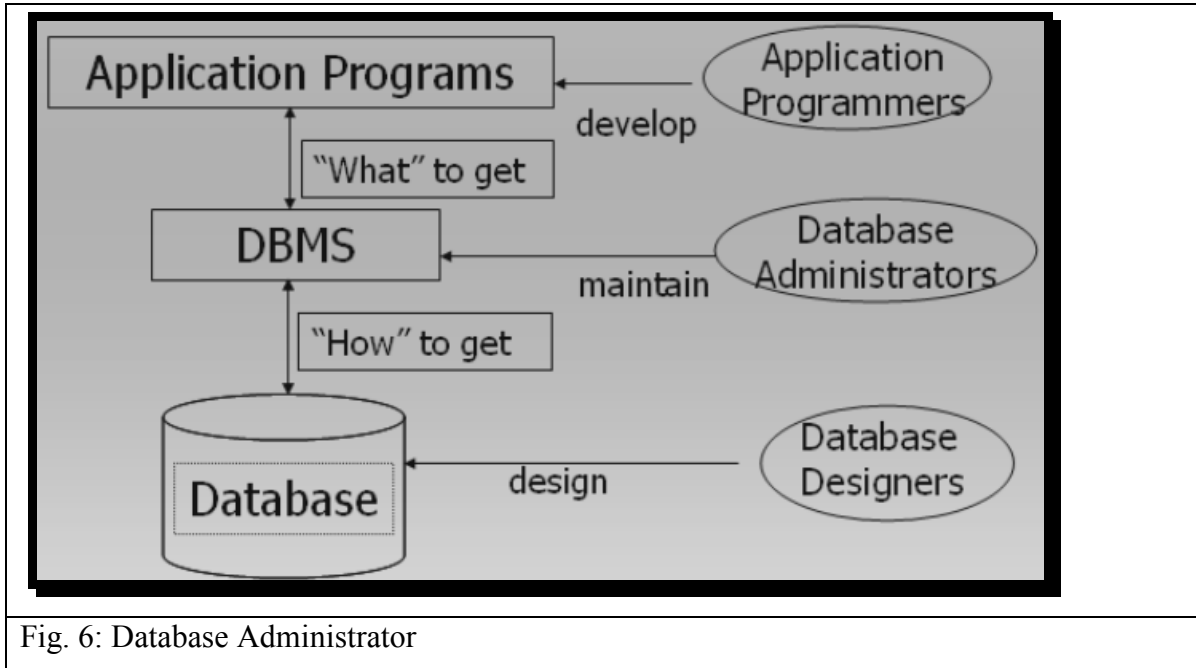 Application Programs
Application
Programmers
develop
“What” to get
DBMS
Database
Administrators
maintain
“How” to get
Database
Database
Designers
design
Fig. 6: Database Administrator